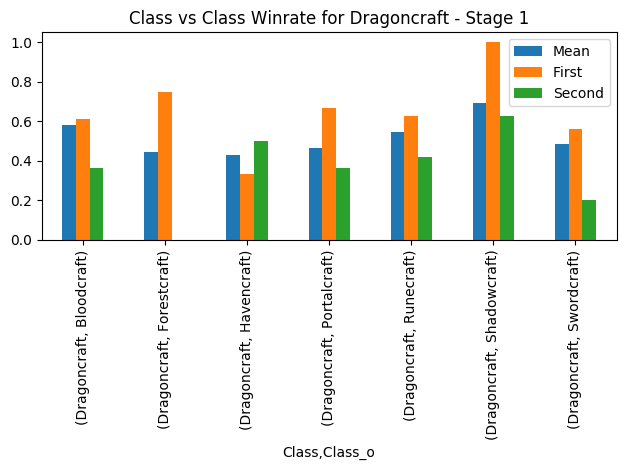 Class vs Class Winrate for Dragoncraft - Stage 1
1.0
0.8
0.6
0.4
0.2
0.0
Mean
First
Second
(Dragoncraft, Bloodcraft)
(Dragoncraft, Forestcraft)
(Dragoncraft, Havencraft)
(Dragoncraft, Portalcraft)
(Dragoncraft, Runecraft)
(Dragoncraft, Shadowcraft)
(Dragoncraft, Swordcraft)
Class,Class_o